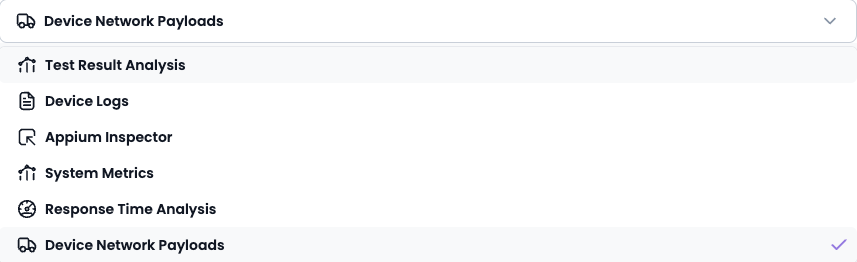 Device Network Payloads
Test Result Analysis
Device Logs
Appium Inspector
System Metrics
Response Time Analysis
Device Network Payloads